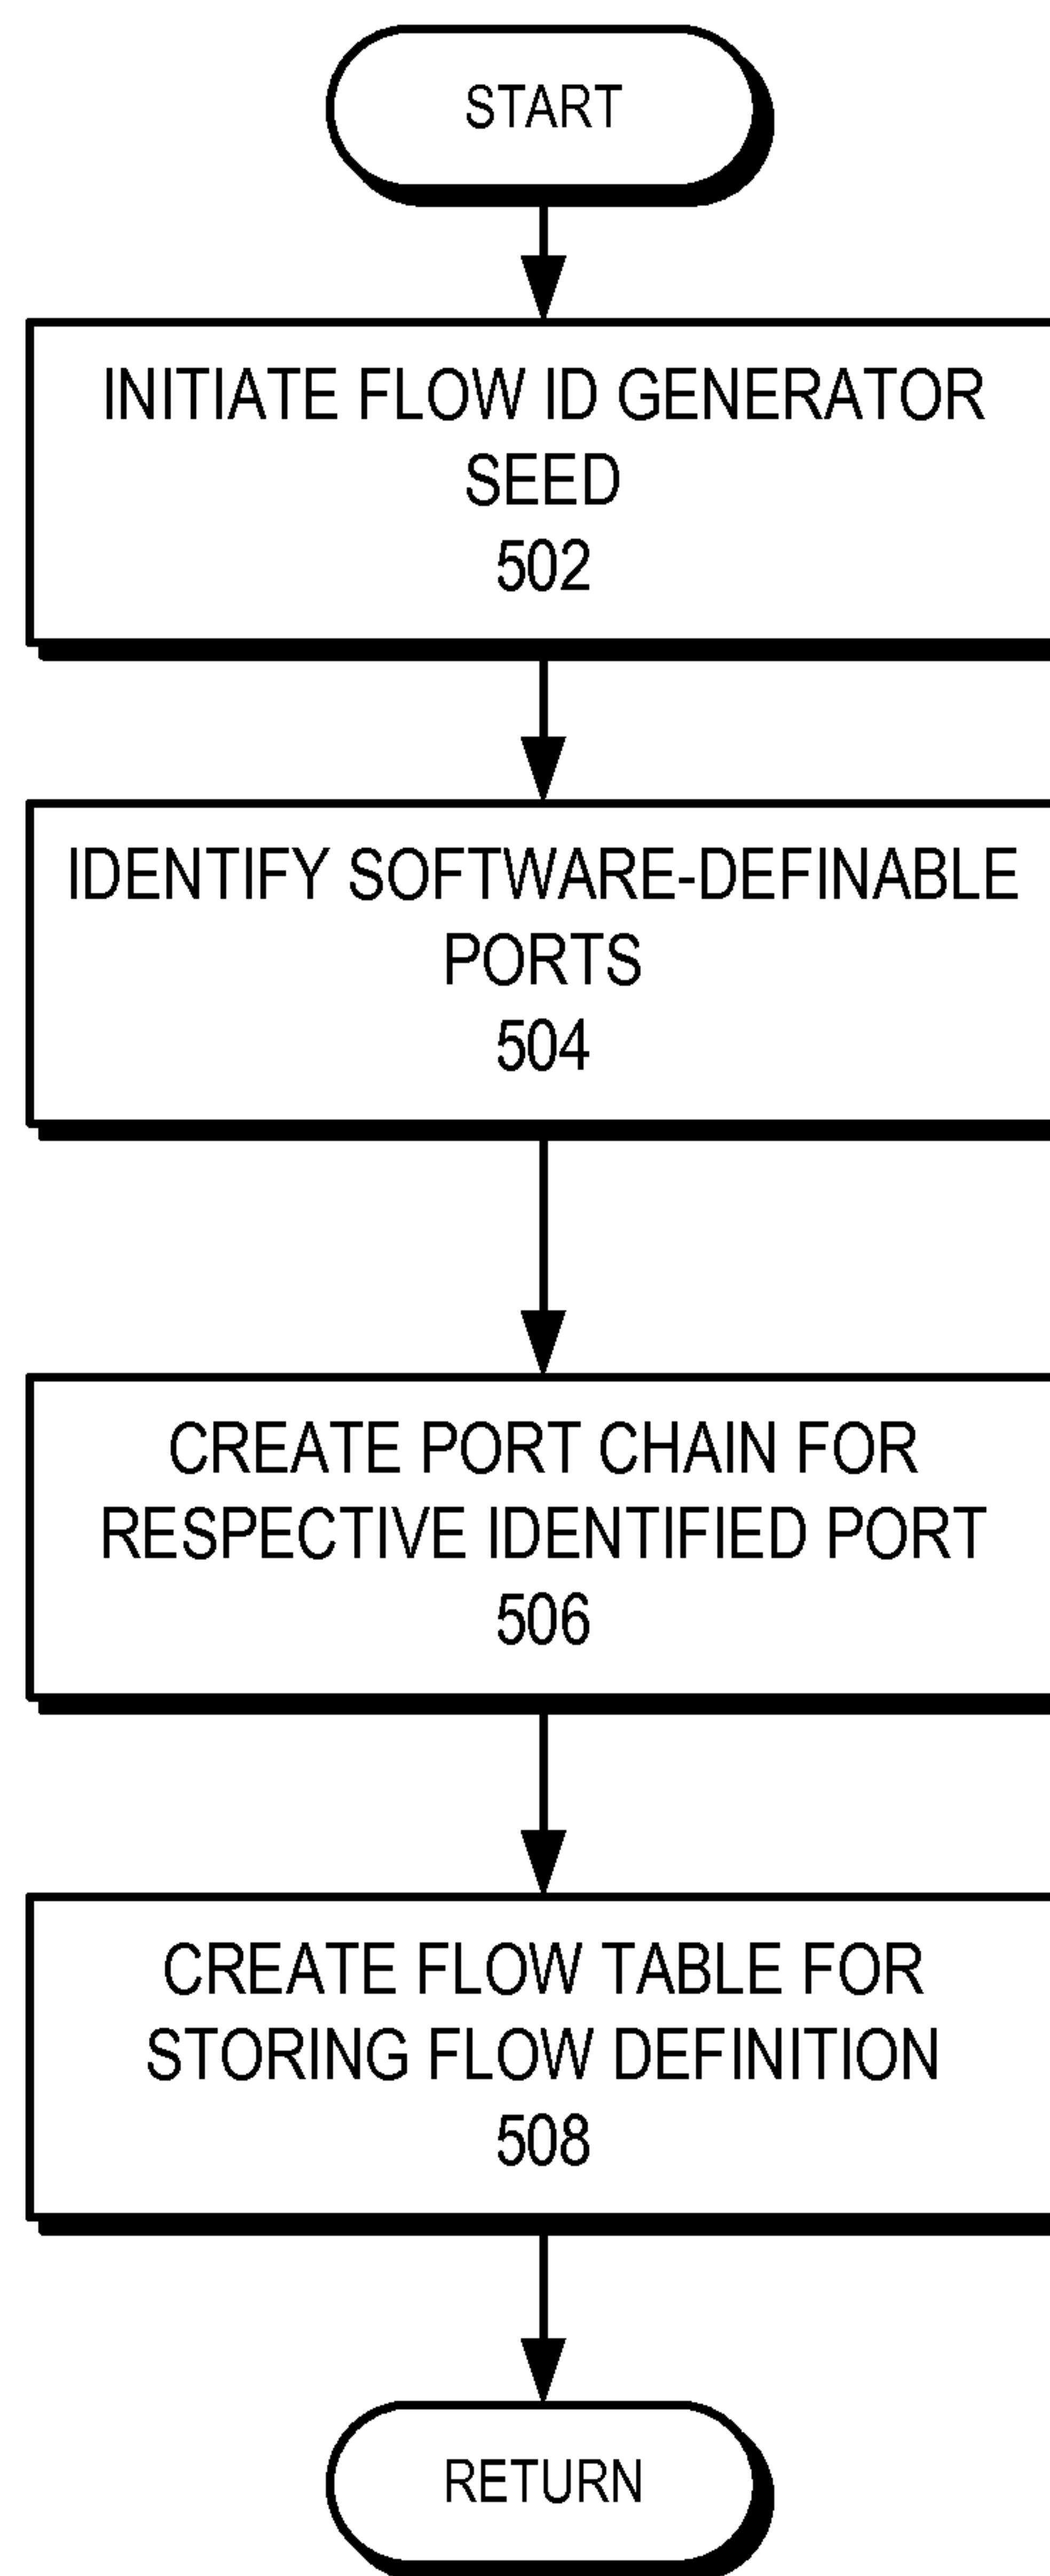 START
INITIATE FLOW ID GENERATOR
SEED
502
IDENTIFY SOFTWARE-DEFINABLE
PORTS
504
CREATE PORT CHAIN FOR
RESPECTIVE IDENTIFIED PORT
506
CREATE FLOW TABLE FOR
STORING FLOW DEFINITION
508
RETURN